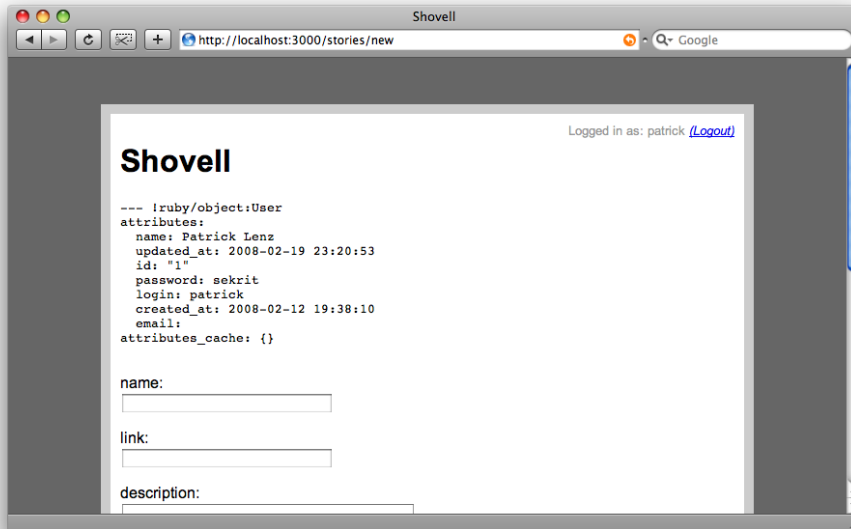 Shovell
http://localhost:3000/stories/new
Google
Logged in as: patrick (Logout)
Shovell
--- !ruby/object:User
attributes:
  name: Patrick Lenz
  updated_at: 2008-02-19 23:20:53
  id: "1"
  password: sekrit
  login: patrick
  created_at: 2008-02-12 19:38:10
  email:
attributes_cache: {}
name:
link:
description: